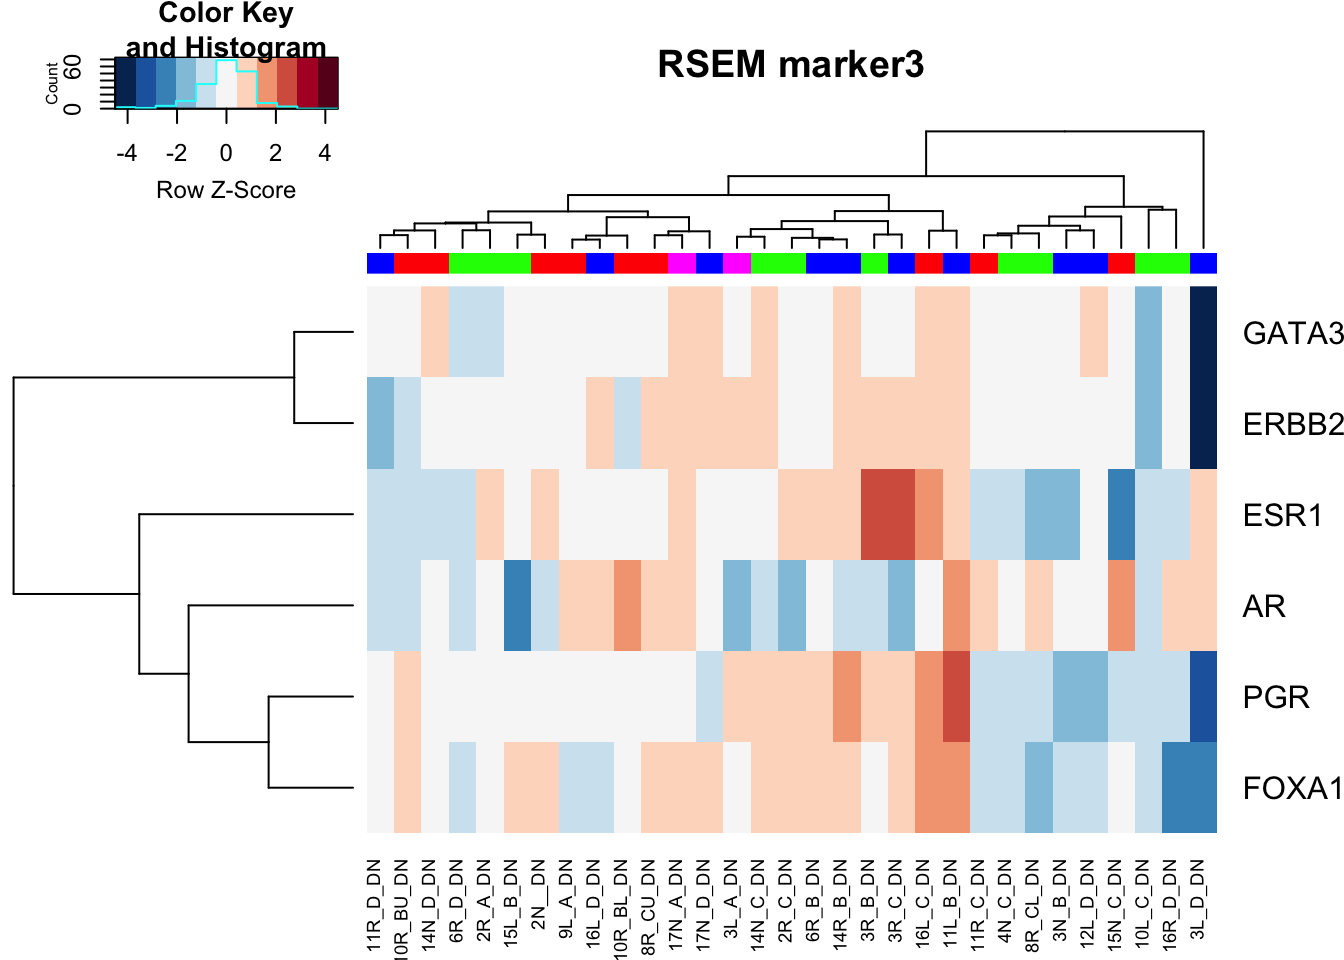 Color Key
and Histogram
Count
0
60
-4
-2
0
2
4
Row Z-Score
RSEM marker3
GATA3
ERBB2
ESR1
AR
PGR
FOXA1
11R_D_DN
10R_BU_DN
14N_D_DN
6R_D_DN
2R_A_DN
15L_B_DN
2N__DN
9L_A_DN
16L_D_DN
10R_BL_DN
8R_CU_DN
17N_A_DN
17N_D_DN
3L_A_DN
14N_C_DN
2R_C_DN
6R_B_DN
14R_B_DN
3R_B_DN
3R_C_DN
16L_C_DN
11L_B_DN
11R_C_DN
4N_C_DN
8R_CL_DN
3N_B_DN
12L_D_DN
15N_C_DN
10L_C_DN
16R_D_DN
3L_D_DN